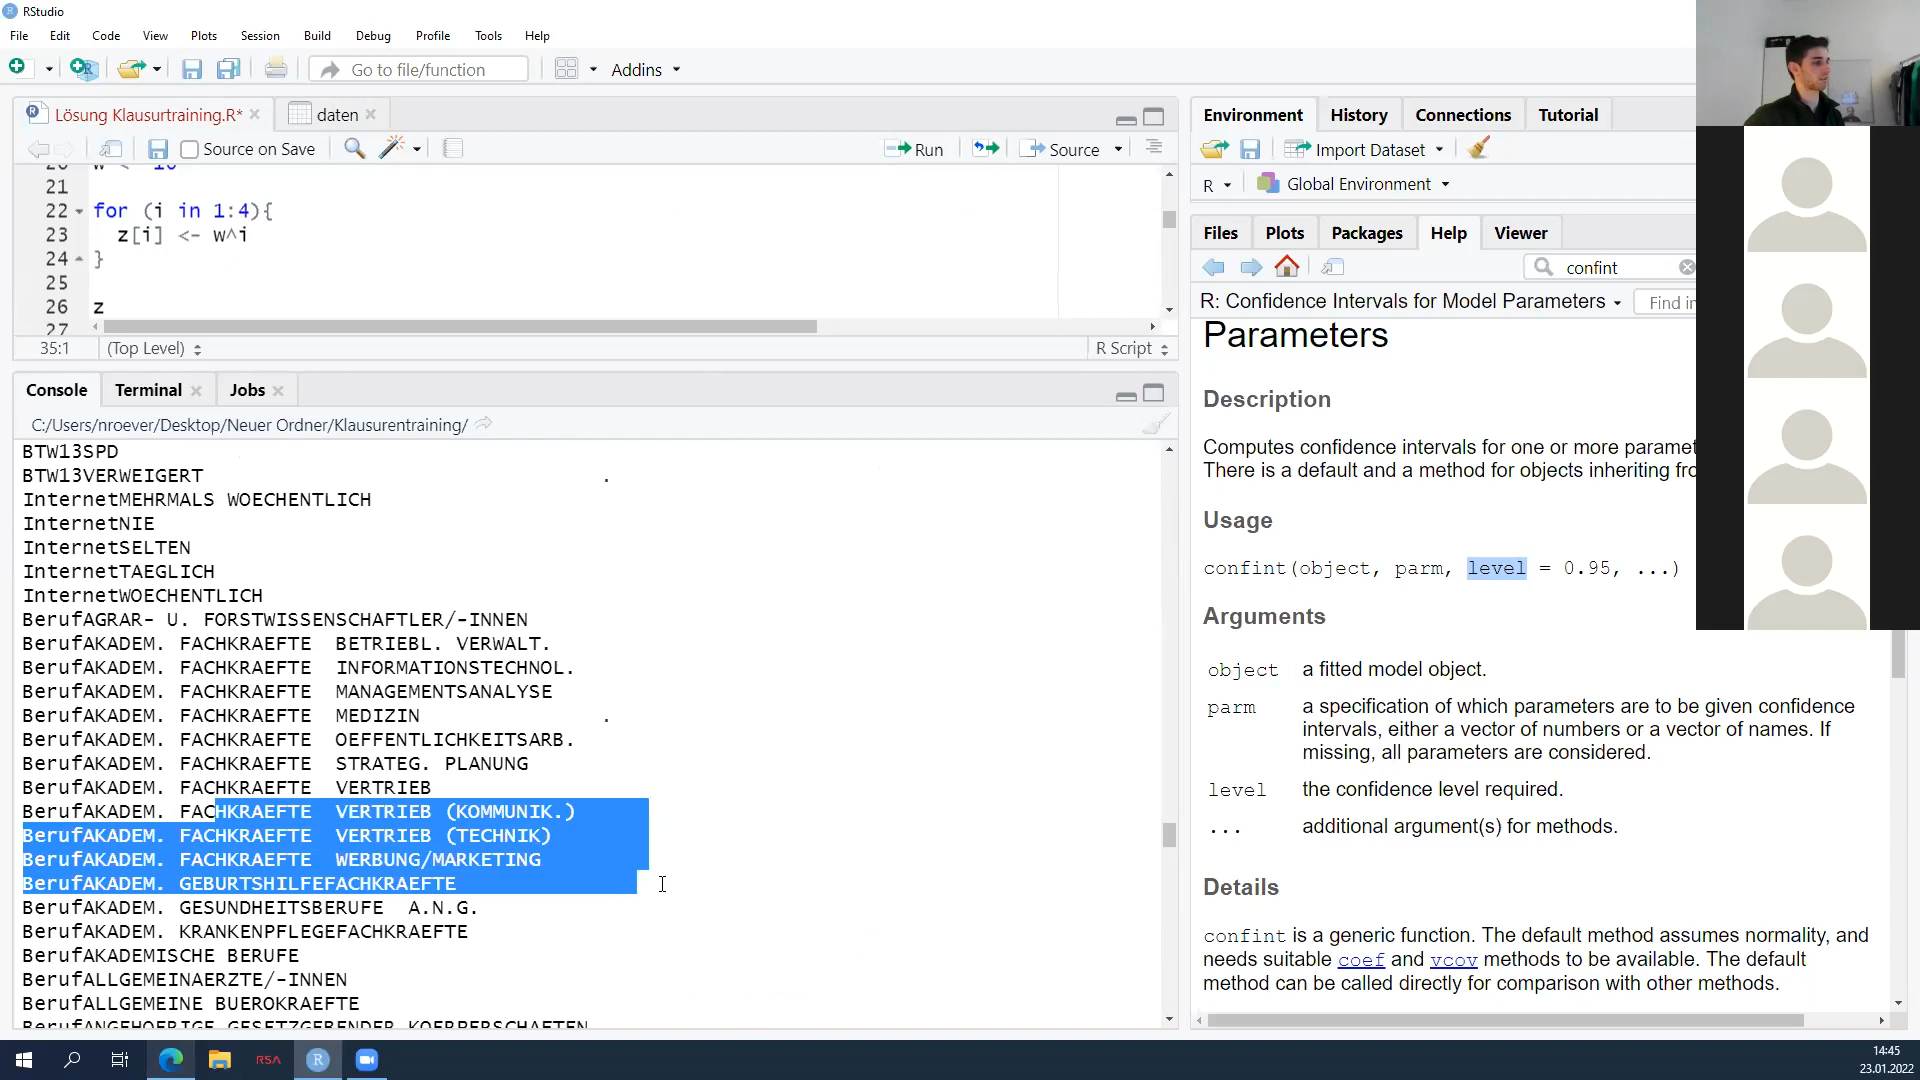 RStudio
File Edit Code View Plots Session Build Debug Profile Tools Help
Go to file/function Addins
Lösung Klausurtraining.R* daten
Source on Save Run Source
21
22 for (i in 1:4){
23 z[i] <- w^i
24 }
25
26 z
27
35:1 (Top Level) R Script
Console Terminal Jobs
C:/Users/nroever/Desktop/Neuer Ordner/Klausurentraining/
BTW13SPD
BTW13VERWEIGERT .
InternetMEHRMALS WOECHENTLICH
InternetNIE
InternetSELTEN
InternetTAEGLICH
InternetWOECHENTLICH
BerufAGRAR- U. FORSTWISSENSCHAFTLER/-INNEN
BerufAKADEM. FACHKRAEFTE  BETRIEBL. VERWALT.
BerufAKADEM. FACHKRAEFTE  INFORMATIONSTECHNOL.
BerufAKADEM. FACHKRAEFTE  MANAGEMENTSANALYSE
BerufAKADEM. FACHKRAEFTE  MEDIZIN .
BerufAKADEM. FACHKRAEFTE  OEFFENTLICHKEITSARB.
BerufAKADEM. FACHKRAEFTE  STRATEG. PLANUNG
BerufAKADEM. FACHKRAEFTE  VERTRIEB
BerufAKADEM. FACHKRAEFTE  VERTRIEB (KOMMUNIK.)
BerufAKADEM. FACHKRAEFTE  VERTRIEB (TECHNIK)
BerufAKADEM. FACHKRAEFTE  WERBUNG/MARKETING
BerufAKADEM. GEBURTSHILFEFACHKRAEFTE
BerufAKADEM. GESUNDHEITSBERUFE  A.N.G.
BerufAKADEM. KRANKENPFLEGEFACHKRAEFTE
BerufAKADEMISCHE BERUFE
BerufALLGEMEINAERZTE/-INNEN
BerufALLGEMEINE BUEROKRAEFTE
BerufANGEHOERIGE GESETZGEBENDER KOERPERSCHAFTEN
Environment History Connections Tutorial
Import Dataset
R Global Environment
Files Plots Packages Help Viewer
confint
R: Confidence Intervals for Model Parameters Find in
Parameters
Description
Computes confidence intervals for one or more paramet
There is a default and a method for objects inheriting fro
Usage
confint(object, parm, level = 0.95, ...)
Arguments
object a fitted model object.
parm a specification of which parameters are to be given confidence
intervals, either a vector of numbers or a vector of names. If
missing, all parameters are considered.
level the confidence level required.
... additional argument(s) for methods.
Details
confint is a generic function. The default method assumes normality, and
needs suitable coef and vcov methods to be available. The default
method can be called directly for comparison with other methods.
RSA R
14:45
23.01.2022